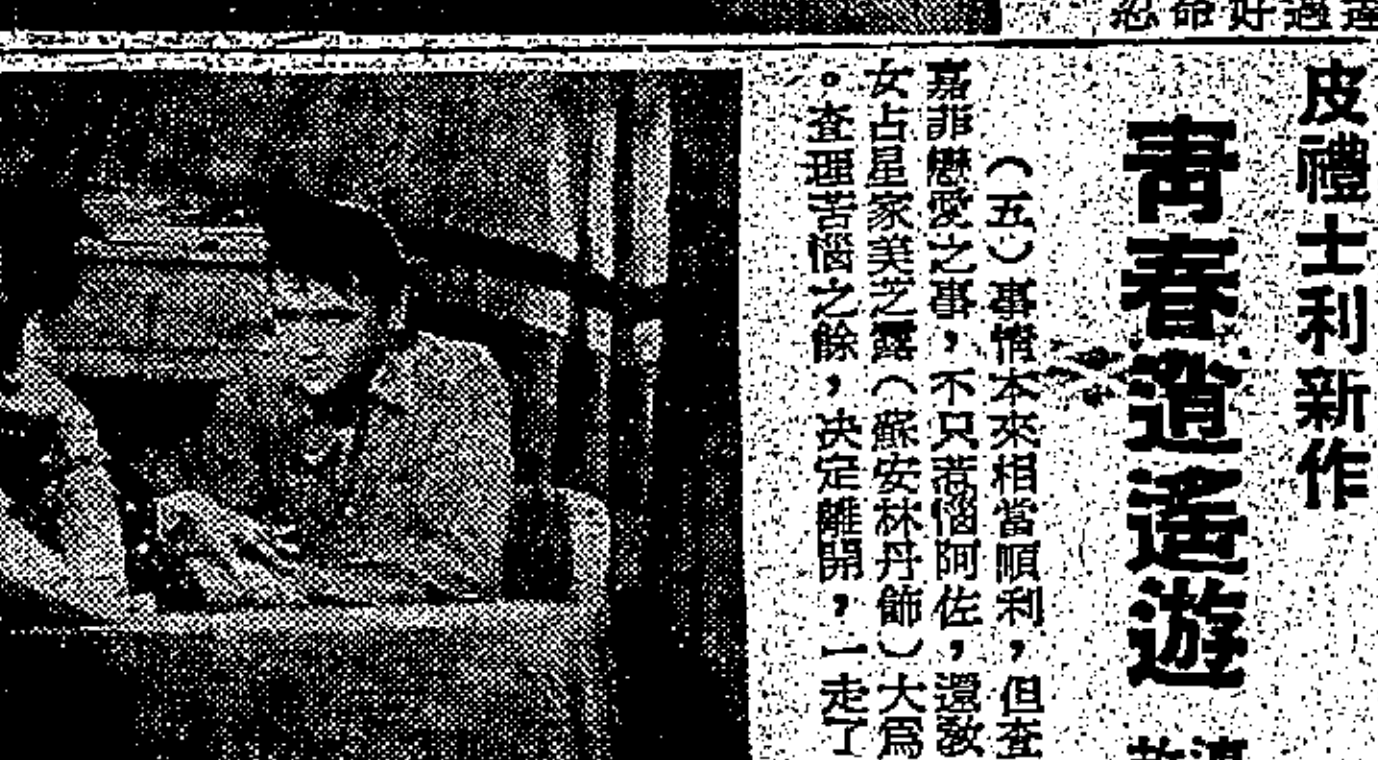 皮禮士利新作
青春逍遙遊
（五）事情本來相當順利，但查
嘉菲戀愛之事，不只惹惱阿佐，還教
女占星家美芝露（蘇安林丹飾）大爲
。查理苦惱之餘，決定離開，一走了